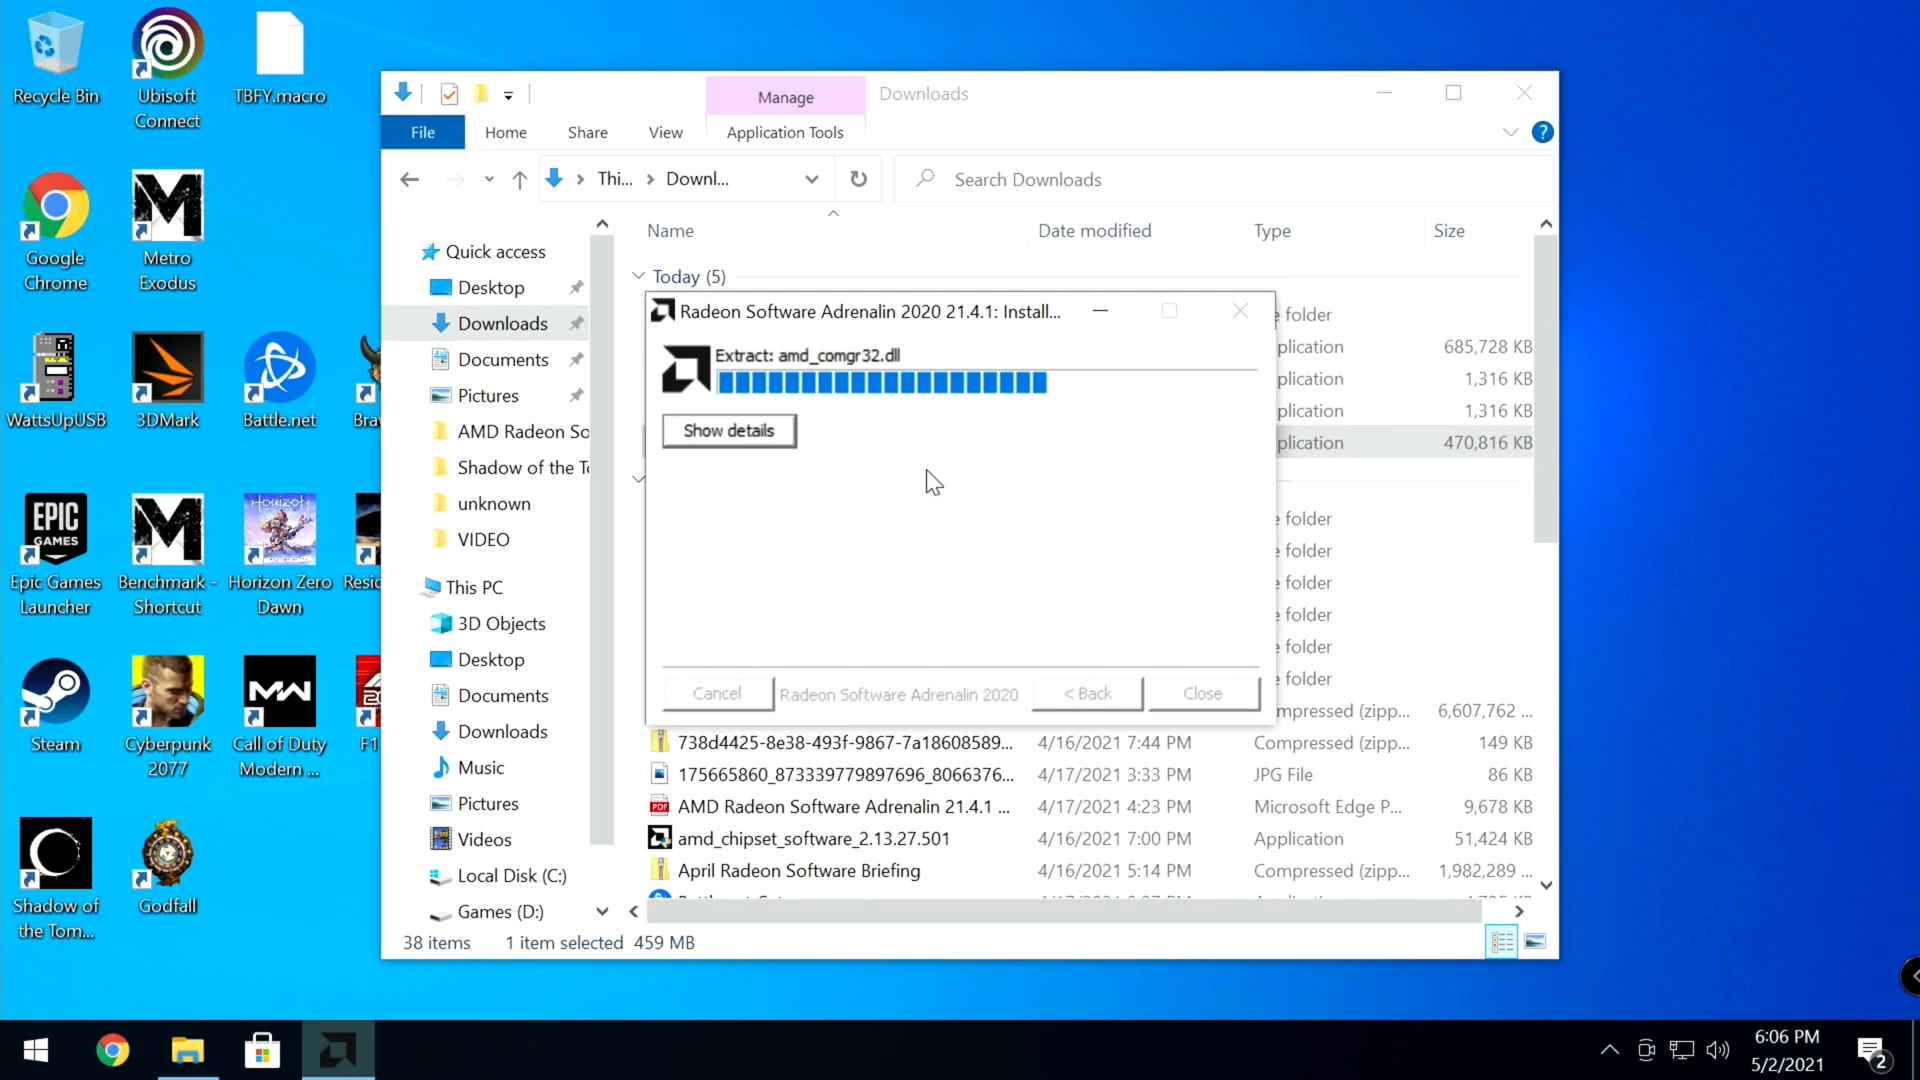 Recycle Bin
Ubisoft
Connect
TBFY.macro
Google
Chrome
Metro
Exodus
WattsUpUSB
3DMark
Battle.net
Bra
EPIC
GAMES
HORIZON
Epic Games
Launcher
Benchmark -
Shortcut
Horizon Zero
Dawn
Resid
Steam
Cyberpunk
2077
Call of Duty
Modern ...
F1
Shadow of
the Tom...
Godfall
Manage
Downloads
File
Home
Share
View
Application Tools
?
Thi...
Downl...
Search Downloads
Name
Date modified
Type
Size
Quick access
Desktop
Downloads
Documents
Pictures
AMD Radeon So
Shadow of the T
unknown
VIDEO
This PC
3D Objects
Desktop
Documents
Downloads
Music
Pictures
Videos
Local Disk (C:)
Games (D:)
Today (5)
e folder
plication 685,728 KB
plication 1,316 KB
plication 1,316 KB
plication 470,816 KB
e folder
e folder
e folder
e folder
e folder
e folder
mpressed (zipp... 6,607,762 ...
738d4425-8e38-493f-9867-7a18608589... 4/16/2021 7:44 PM Compressed (zipp... 149 KB
175665860_873339779897696_8066376... 4/17/2021 3:33 PM JPG File 86 KB
PDF AMD Radeon Software Adrenalin 21.4.1 ... 4/17/2021 4:23 PM Microsoft Edge P... 9,678 KB
amd_chipset_software_2.13.27.501 4/16/2021 7:00 PM Application 51,424 KB
April Radeon Software Briefing 4/16/2021 5:14 PM Compressed (zipp... 1,982,289 ...
Radeon Software Adrenalin 2020 21.4.1: Install...
Extract: amd_comgr32.dll
Show details
Cancel
Radeon Software Adrenalin 2020
< Back
Close
38 items 1 item selected 459 MB
6:06 PM
5/2/2021
2